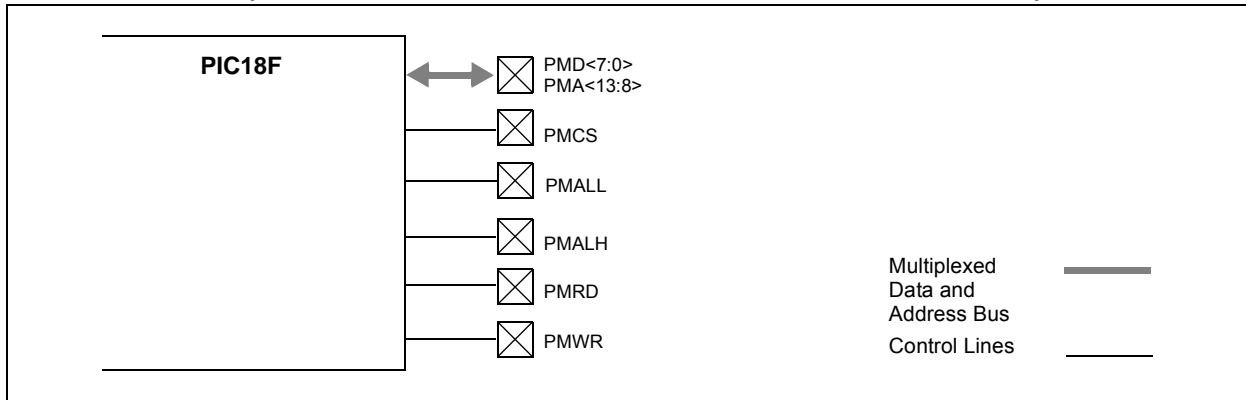 PIC18F
PMD<7:0>
PMA<13:8>
PMCS
PMALL
PMALH
PMRD
PMWR
Multiplexed
Data and
Address Bus
Control Lines